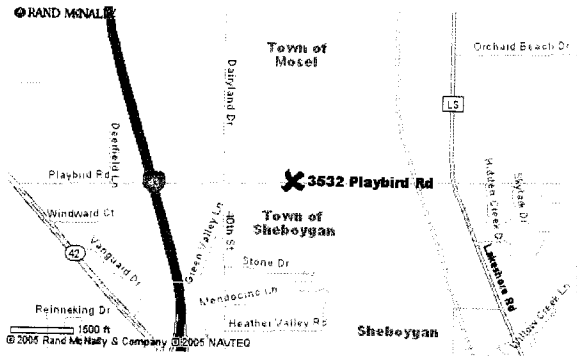 RAND McNALLY
Town of
Mosel
Orchard Beach Dr
Dairyland Dr
LS
Deerfield Ln
Playbird Rd
43
3532 Playbird Rd
Hidden Creek Dr
Skylark Dr
Windward Ct
Green Valley Ln
40th St
Town of
Sheboygan
42
Vanguard Dr
Stone Dr
Lakeshore Rd
Mendocino Ln
Reinneking Dr
Heather Valley Rd
Sheboygan
Willow Creek Ln
1500 ft
© 2005 Rand McNally & Company © 2005 NAVTEQ